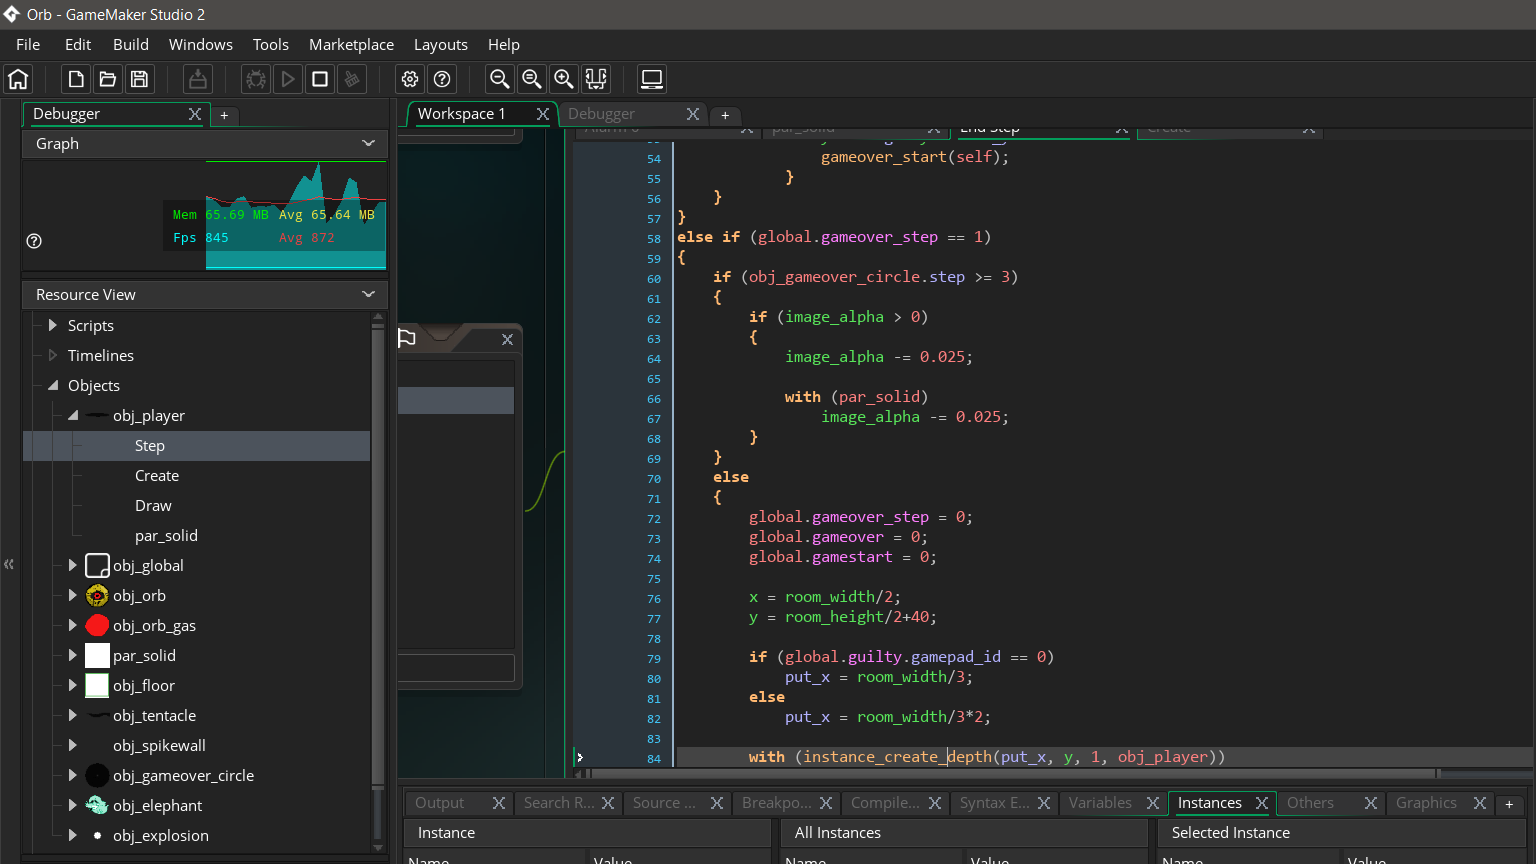 Orb - GameMaker Studio 2
File Edit Build Windows Tools Marketplace Layouts Help
Debugger
Graph
Mem 65.69 MB Avg 65.64 MB
Fps 845 Avg 872
Resource View
Scripts
Timelines
Objects
obj_player
Step
Create
Draw
par_solid
obj_global
obj_orb
obj_orb_gas
par_solid
obj_floor
obj_tentacle
obj_spikewall
obj_gameover_circle
obj_elephant
obj_explosion
Workspace 1 Debugger
par_solid End Step Create
54 gameover_start(self);
55 }
56 }
57 }
58 else if (global.gameover_step == 1)
59 {
60 if (obj_gameover_circle.step >= 3)
61 {
62 if (image_alpha > 0)
63 {
64 image_alpha -= 0.025;
65
66 with (par_solid)
67 image_alpha -= 0.025;
68 }
69 }
70 else
71 {
72 global.gameover_step = 0;
73 global.gameover = 0;
74 global.gamestart = 0;
75
76 x = room_width/2;
77 y = room_height/2+40;
78
79 if (global.guilty.gamepad_id == 0)
80 put_x = room_width/3;
81 else
82 put_x = room_width/3*2;
83
84 with (instance_create_depth(put_x, y, 1, obj_player))
Output Search R... Source ... Breakpo... Compile... Syntax E... Variables Instances Others Graphics
Instance All Instances Selected Instance
Name Value Name Value Name Value